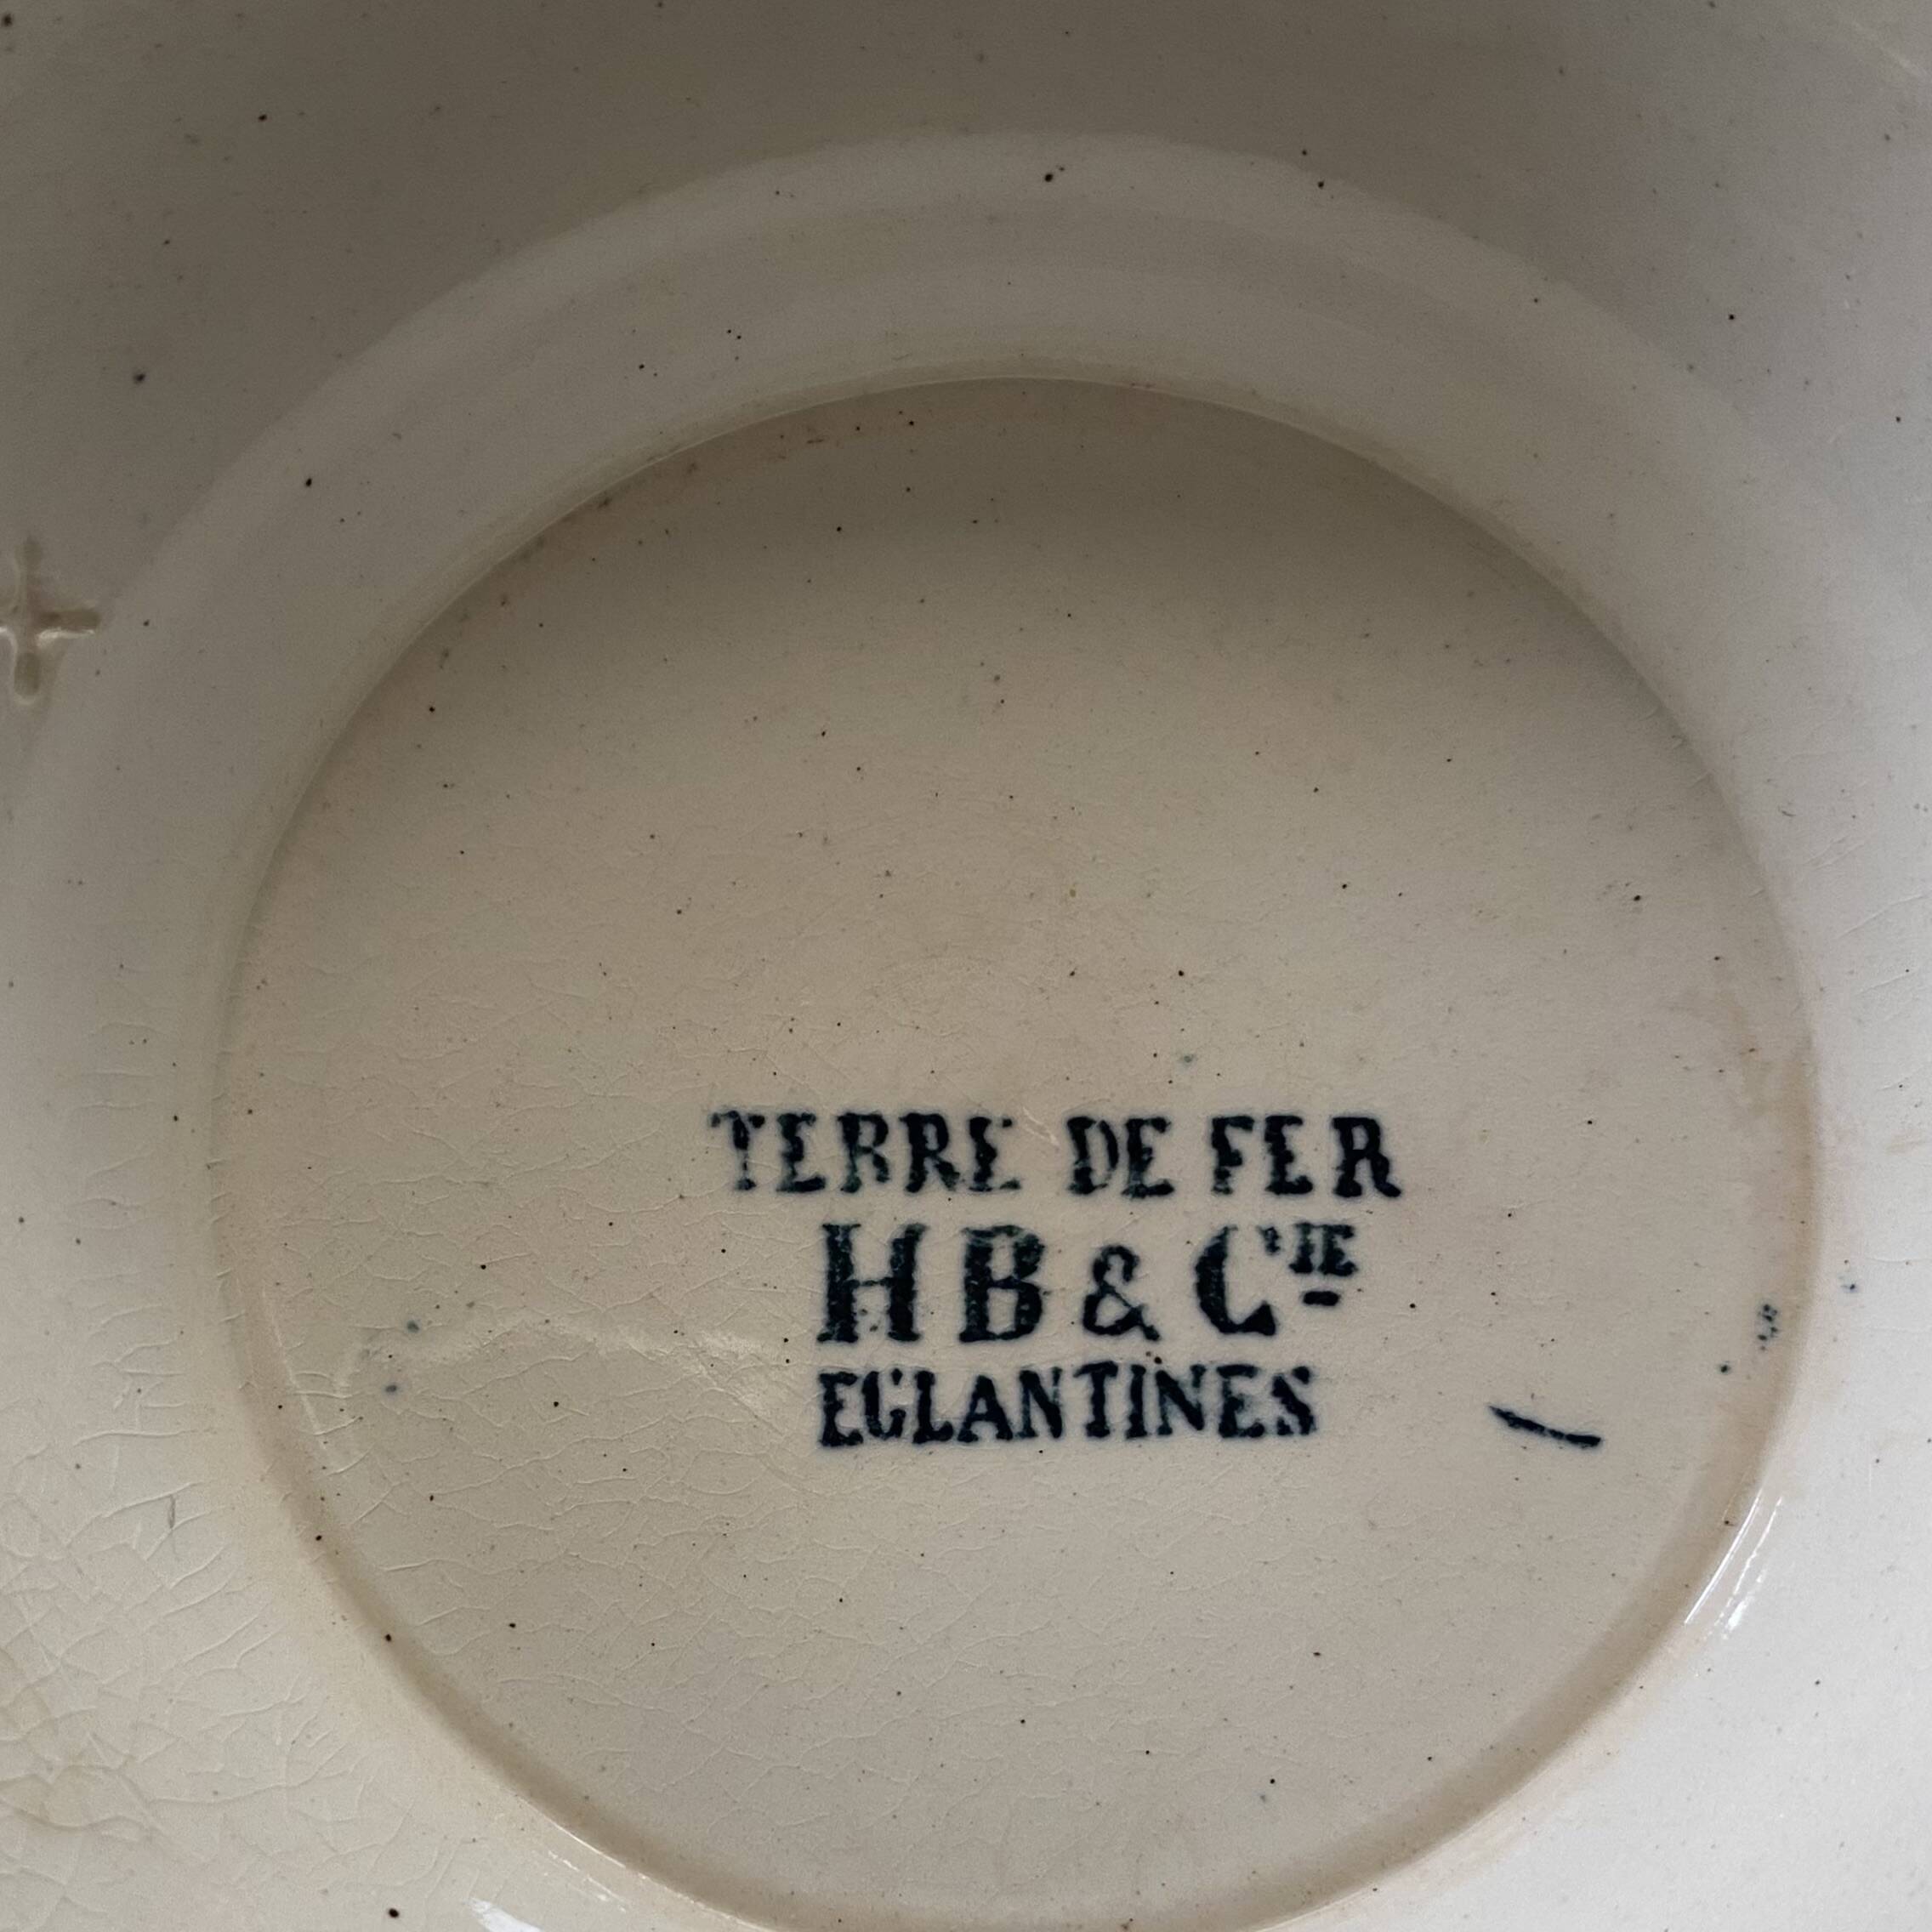 TERRE DE FER
HB & CIE
EGLANTINES